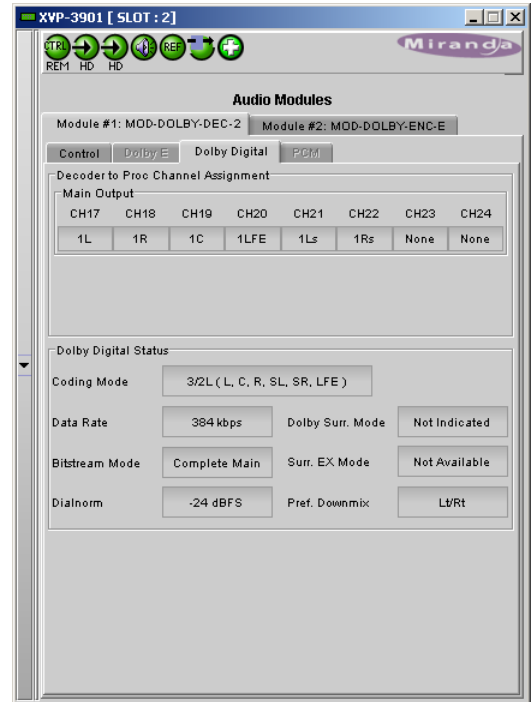 XVP-3901 [ SLOT : 2]
CTRL REF
REM HD HD
Miranda
Audio Modules
Module #1: MOD-DOLBY-DEC-2 Module #2: MOD-DOLBY-ENC-E
Control Dolby E Dolby Digital PCM
Decoder to Proc Channel Assignment
Main Output
CH17 CH18 CH19 CH20 CH21 CH22 CH23 CH24
1L 1R 1C 1LFE 1Ls 1Rs None None
Dolby Digital Status
Coding Mode 3/2L ( L, C, R, SL, SR, LFE )
Data Rate 384 kbps Dolby Surr. Mode Not Indicated
Bitstream Mode Complete Main Surr. EX Mode Not Available
Dialnorm -24 dBFS Pref. Downmix Lt/Rt